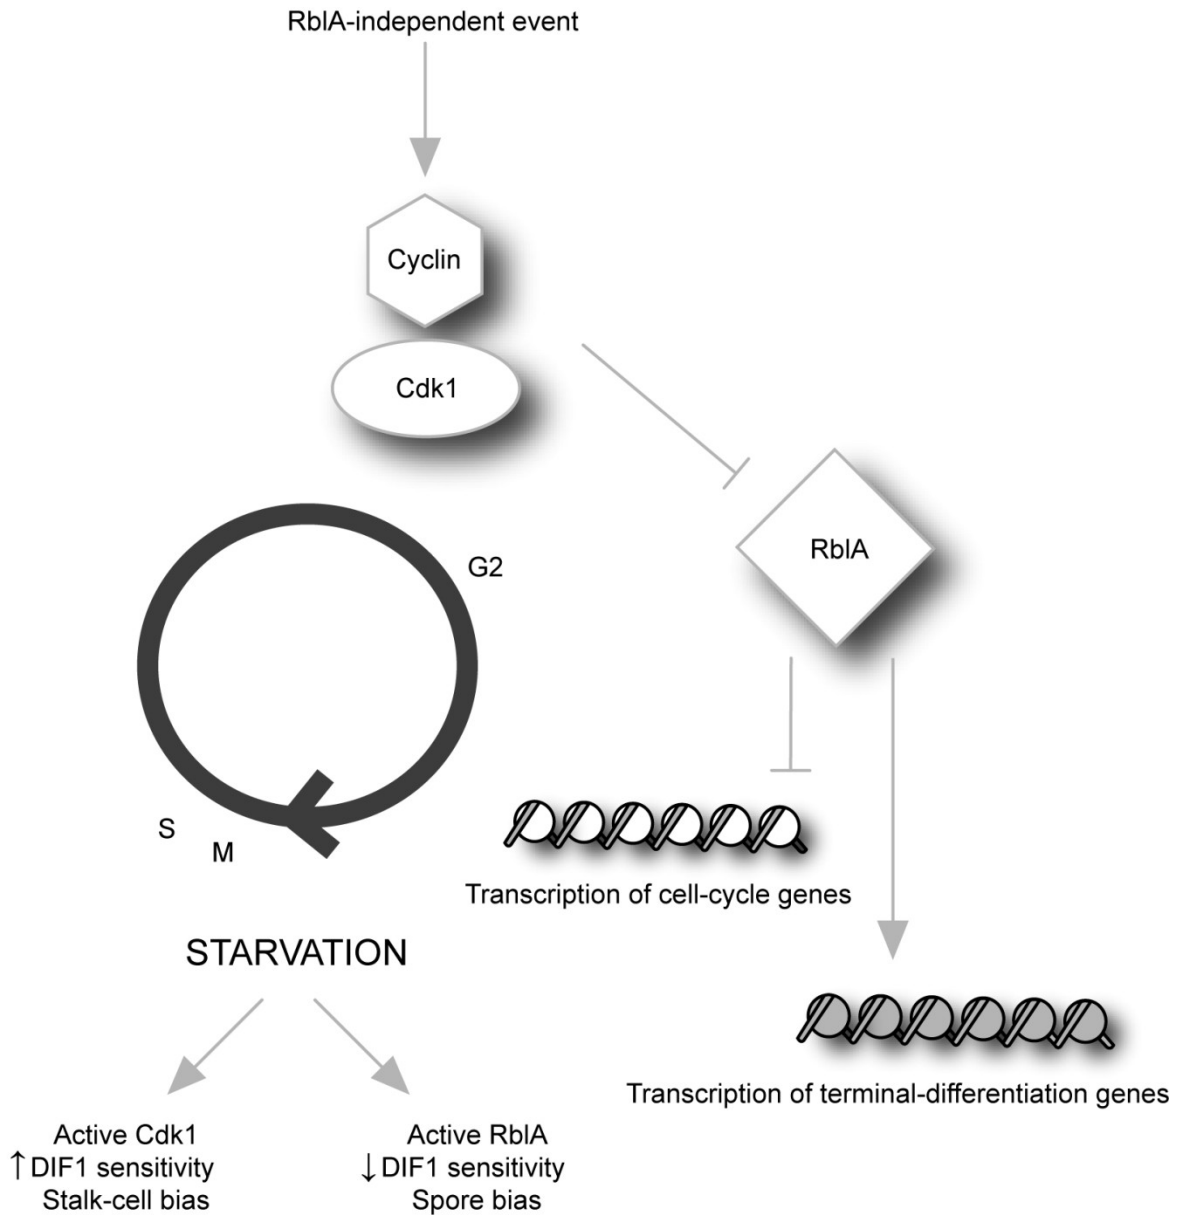 RblA-independent event
Cyclin
Cdk1
RblA
G2
S
M
Transcription of cell-cycle genes
STARVATION
Transcription of terminal-differentiation genes
Active Cdk1
↑DIF1 sensitivity
Stalk-cell bias
Active RblA
↓DIF1 sensitivity
Spore bias